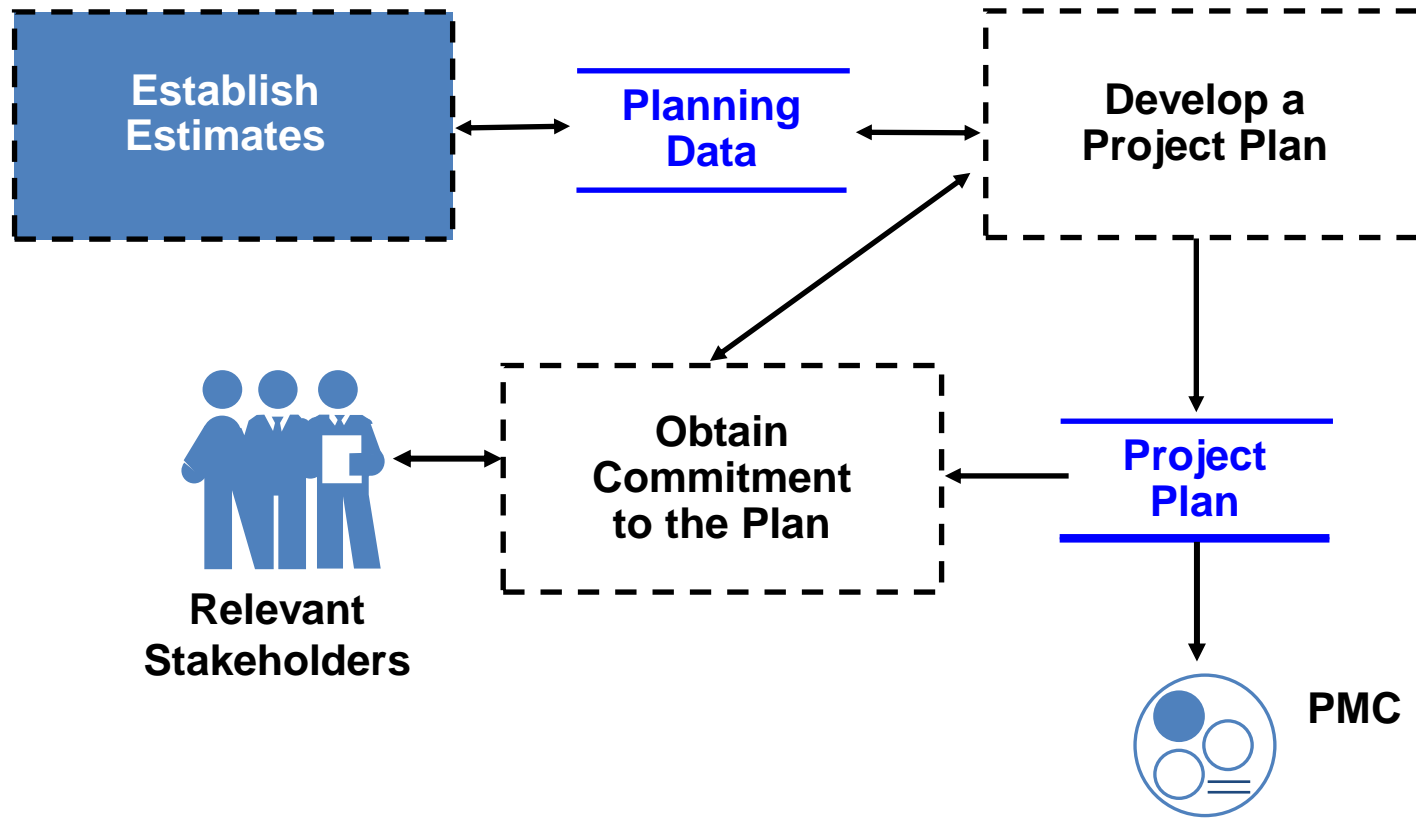 Establish
Estimates
Planning
Data
Develop a
Project Plan
Obtain
Commitment
to the Plan
Project
Plan
Relevant
Stakeholders
PMC